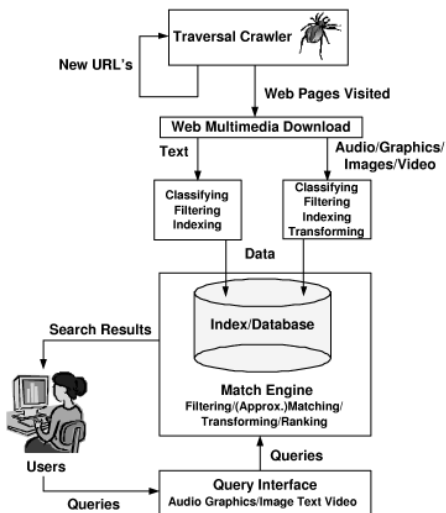 Traversal Crawler
New URL's
Web Pages Visited
Web Multimedia Download
Text
Audio/Graphics/
Images/Video
Classifying
Filtering
Indexing
Classifying
Filtering
Indexing
Transforming
Data
Index/Database
Search Results
Match Engine
Filtering/(Approx.)Matching/
Transforming/Ranking
Users
Queries
Query Interface
Audio Graphics/Image Text Video
Queries